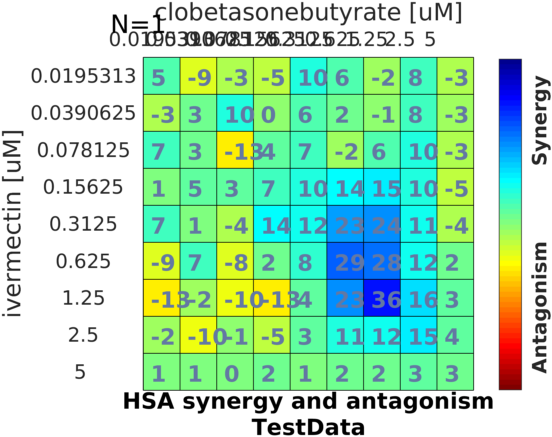 clobetasonebutyrate [uM]
N=1
2.5 5
0.0195313 5 -9 -3 -5 10 6 -2 8 -3
0.0390625 -3 3 10 0 6 2 -1 8 -3
0.078125 7 3 -13 4 7 -2 6 10 -3
0.15625 1 5 3 7 10 14 15 10 -5
0.3125 7 1 -4 14 12 23 24 11 -4
0.625 -9 7 -8 2 8 29 28 12 2
1.25 -13 -2 -10 -13 4 23 36 16 3
2.5 -2 -10 -1 -5 3 11 12 15 4
5 1 1 0 2 1 2 2 3 3
ivermectin [uM]
Synergy
Antagonism
HSA synergy and antagonism
TestData